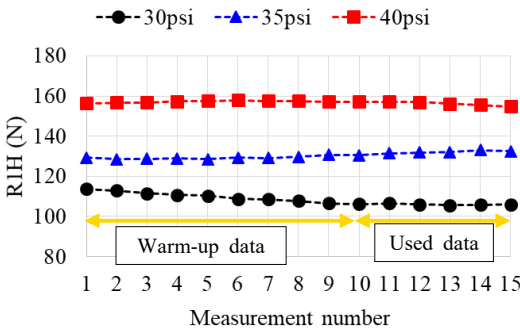 30psi 35psi 40psi
180
160
140
120
100
80
RIH (N)
Warm-up data Used data
1 2 3 4 5 6 7 8 9 10 11 12 13 14 15
Measurement number